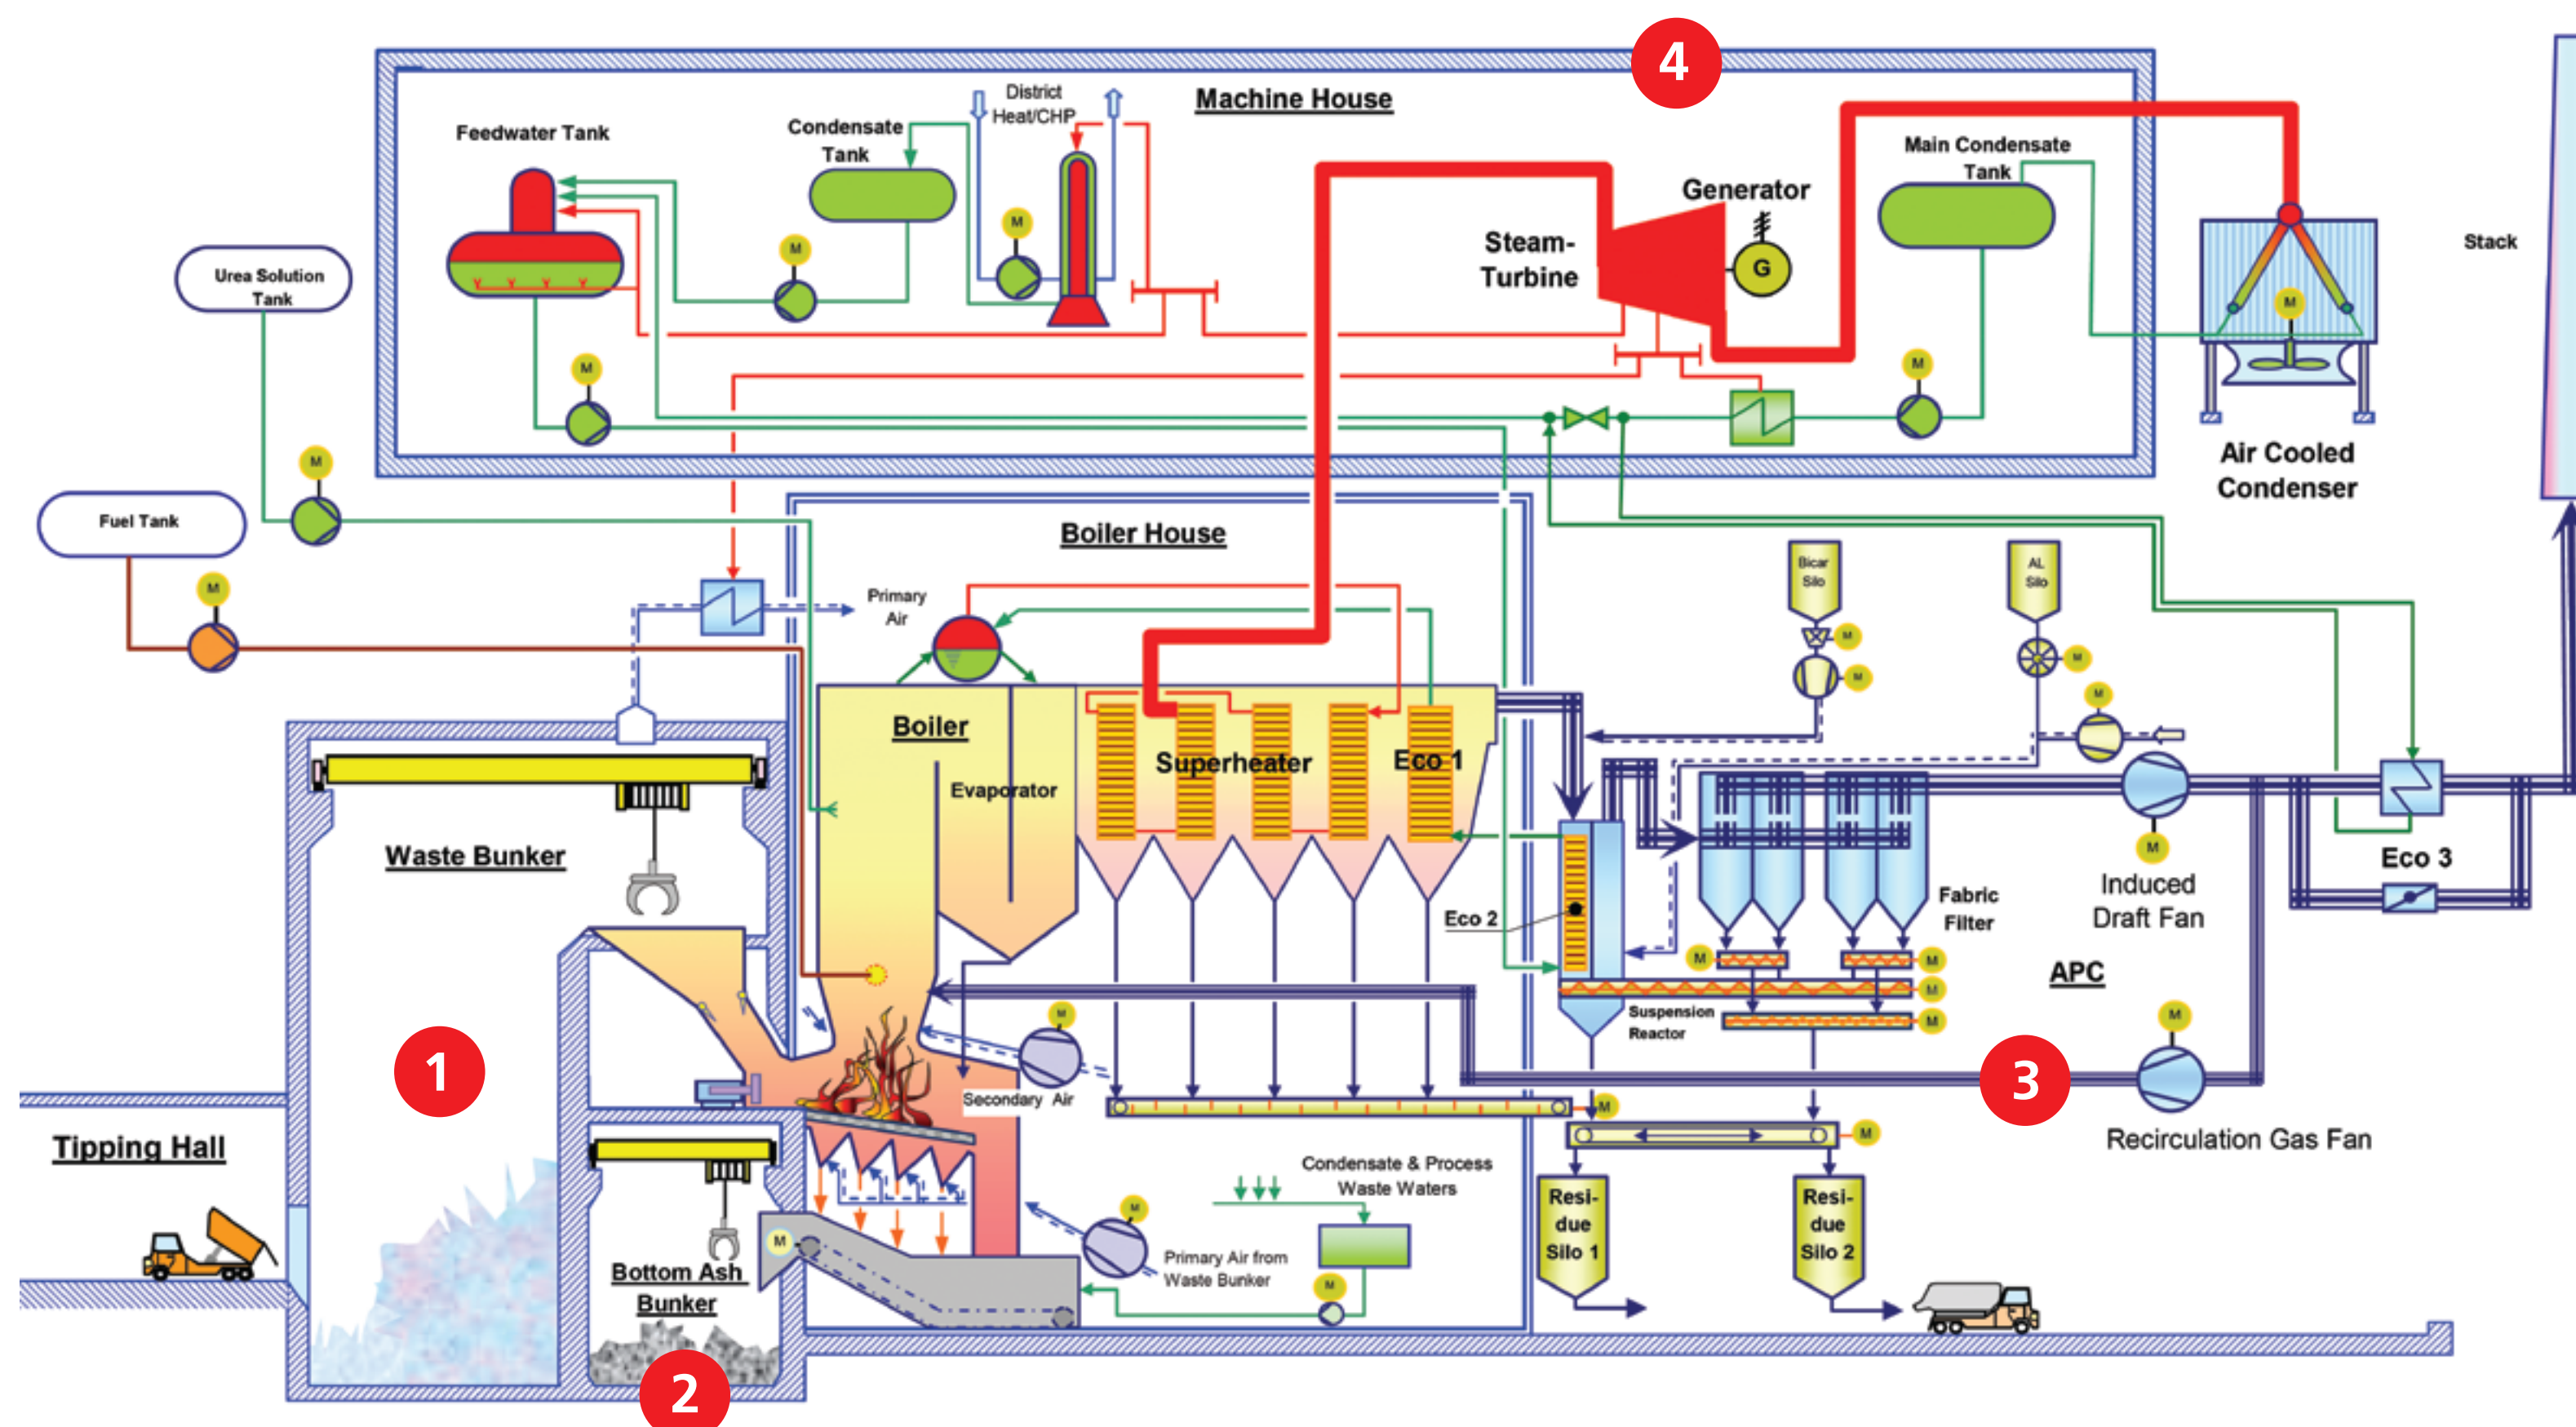 4
Machine House
District
Heat/CHP
Feedwater Tank
Condensate
Tank
Main Condensate
Tank
Generator
Steam-
Turbine
G
M
M
M
M
M
Stack
Urea Solution
Tank
M
Air Cooled
Condenser
Fuel Tank
M
Boiler House
Primary
Air
Bicar
Silo
AL
Silo
M
M
M
M
Boiler
Evaporator
Superheater
Eco 1
Waste Bunker
Eco 2
Fabric
Filter
Induced
Draft Fan
M
Eco 3
APC
M
M
M
M
Suspension
Reactor
M
Secondary Air
M
M
M
3
Recirculation Gas Fan
1
Tipping Hall
Condensate & Process
Waste Waters
Primary Air from
Waste Bunker
M
M
M
Resi-
due
Silo 1
Resi-
due
Silo 2
Bottom Ash
Bunker
2